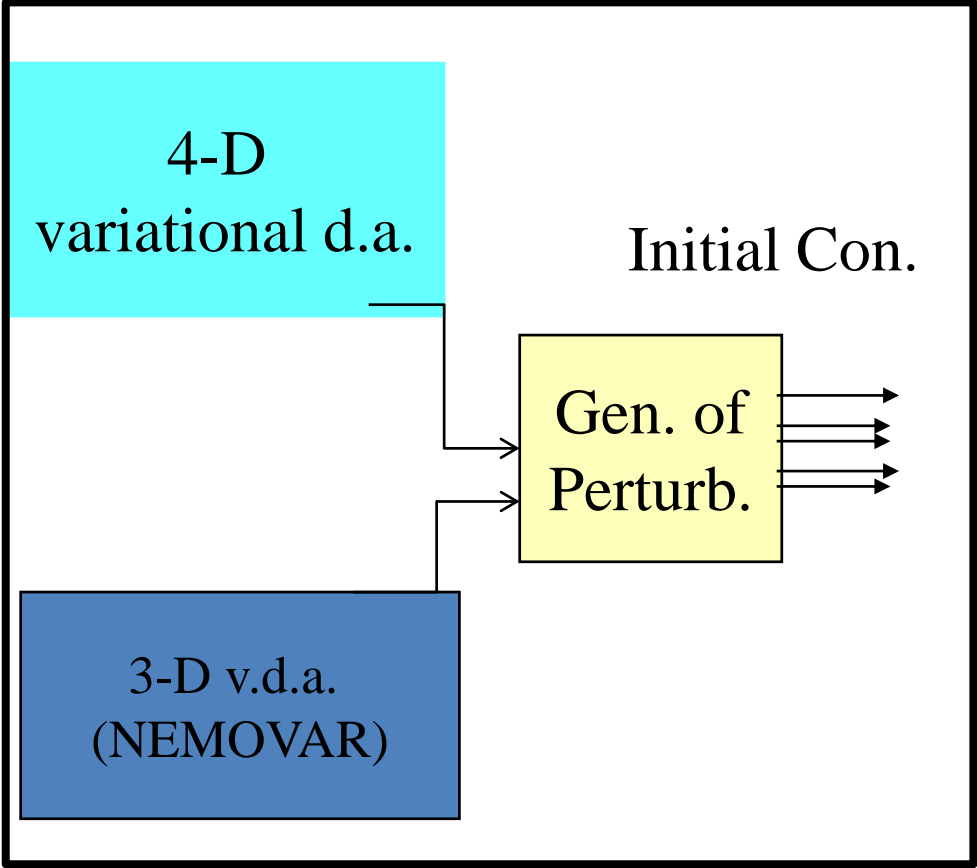 4-D
variational d.a.
Initial Con.
Gen. of
Perturb.
3-D v.d.a.
(NEMOVAR)